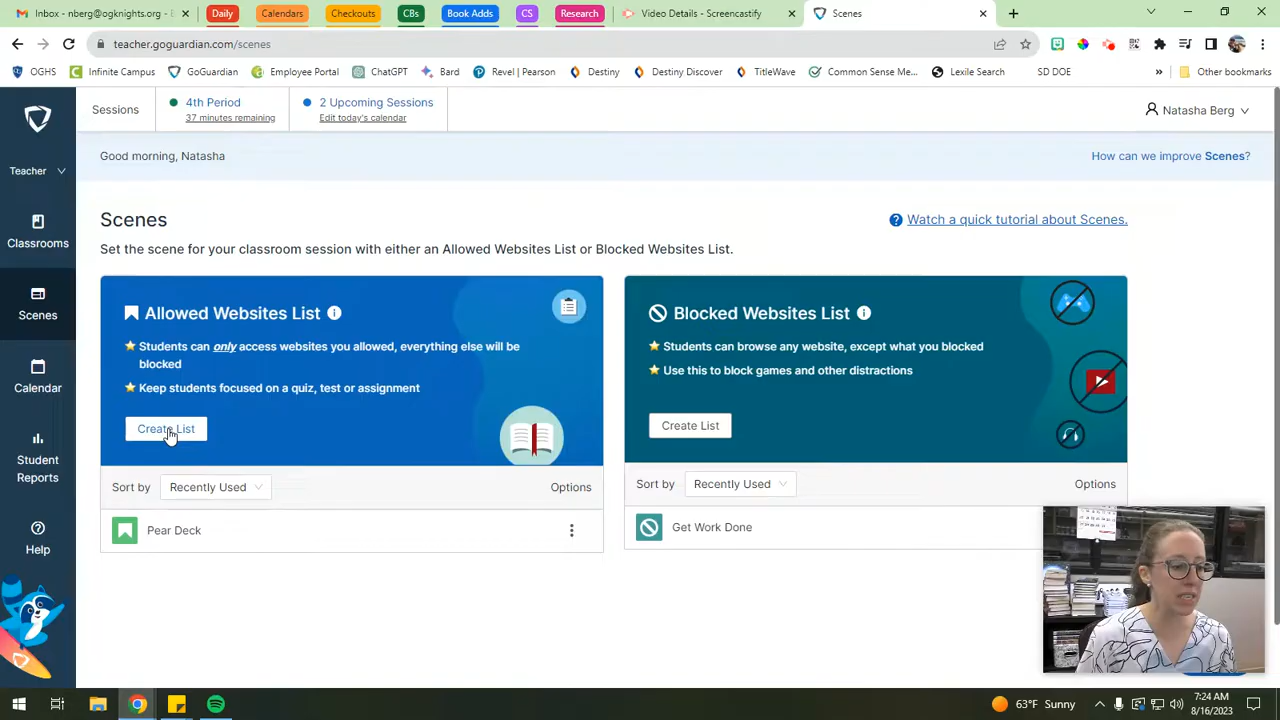 Inbox - nberg@ogknights.org -
Daily
Calendars
Checkouts
CBs
Book Adds
CS
Research
Video Details - Screencastify
Scenes
teacher.goguardian.com/scenes
OGHS
Infinite Campus
GoGuardian
Employee Portal
ChatGPT
Bard
Revel | Pearson
Destiny
Destiny Discover
TitleWave
Common Sense Me...
Lexile Search
SD DOE
»
Other bookmarks
Sessions
4th Period
37 minutes remaining
2 Upcoming Sessions
Edit today's calendar
Natasha Berg
Teacher
Good morning, Natasha
How can we improve Scenes?
Classrooms
Scenes
Calendar
Student
Reports
Help
Scenes
Watch a quick tutorial about Scenes.
Set the scene for your classroom session with either an Allowed Websites List or Blocked Websites List.
Allowed Websites List
Students can only access websites you allowed, everything else will be
blocked
Keep students focused on a quiz, test or assignment
Create List
Sort by
Recently Used
Options
Pear Deck
Blocked Websites List
Students can browse any website, except what you blocked
Use this to block games and other distractions
Create List
Sort by
Recently Used
Options
Get Work Done
63°F Sunny
7:24 AM
8/16/2023